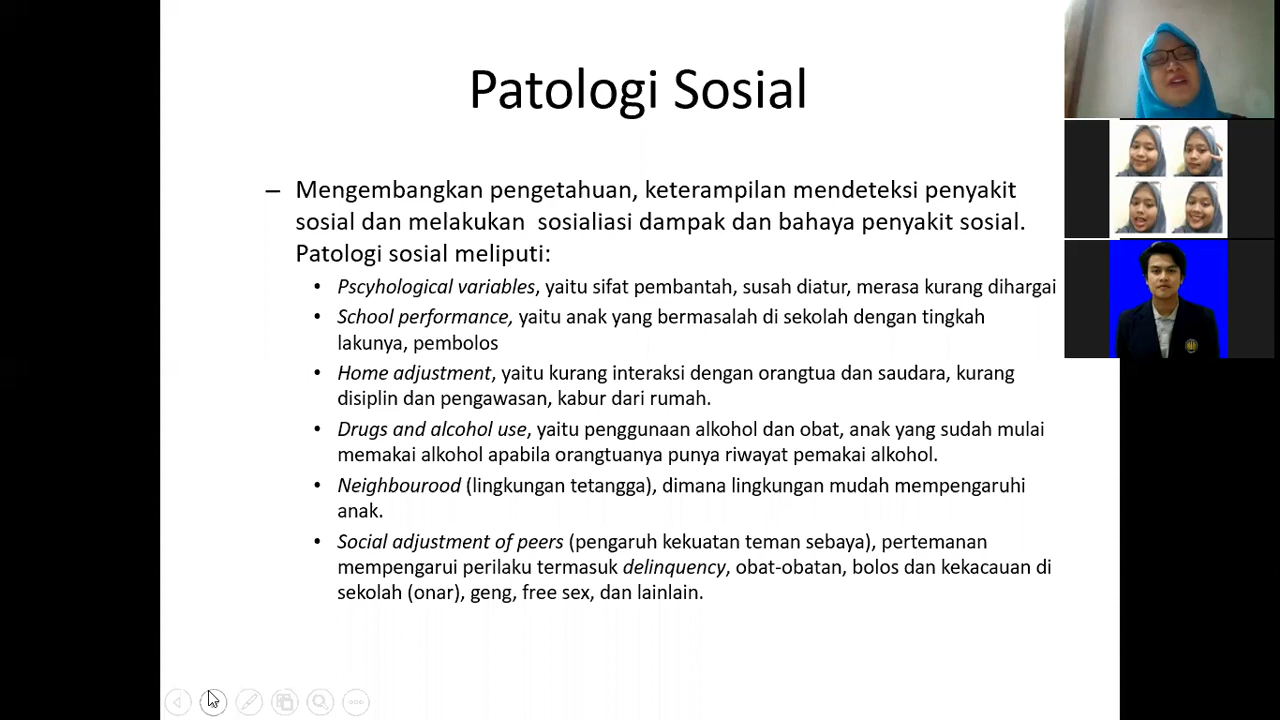 Patologi Sosial
– Mengembangkan pengetahuan, keterampilan mendeteksi penyakit
sosial dan melakukan sosialiasi dampak dan bahaya penyakit sosial.
Patologi sosial meliputi:
• Pscyhological variables, yaitu sifat pembantah, susah diatur, merasa kurang dihargai
• School performance, yaitu anak yang bermasalah di sekolah dengan tingkah
lakunya, pembolos
• Home adjustment, yaitu kurang interaksi dengan orangtua dan saudara, kurang
disiplin dan pengawasan, kabur dari rumah.
• Drugs and alcohol use, yaitu penggunaan alkohol dan obat, anak yang sudah mulai
memakai alkohol apabila orangtuanya punya riwayat pemakai alkohol.
• Neighbourood (lingkungan tetangga), dimana lingkungan mudah mempengaruhi
anak.
• Social adjustment of peers (pengaruh kekuatan teman sebaya), pertemanan
mempengarui perilaku termasuk delinquency, obat-obatan, bolos dan kekacauan di
sekolah (onar), geng, free sex, dan lainlain.